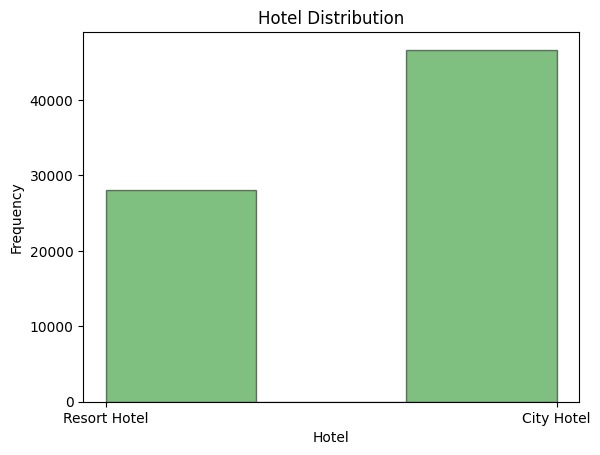 Hotel Distribution
Frequency
40000
30000
20000
10000
0
Resort Hotel
City Hotel
Hotel